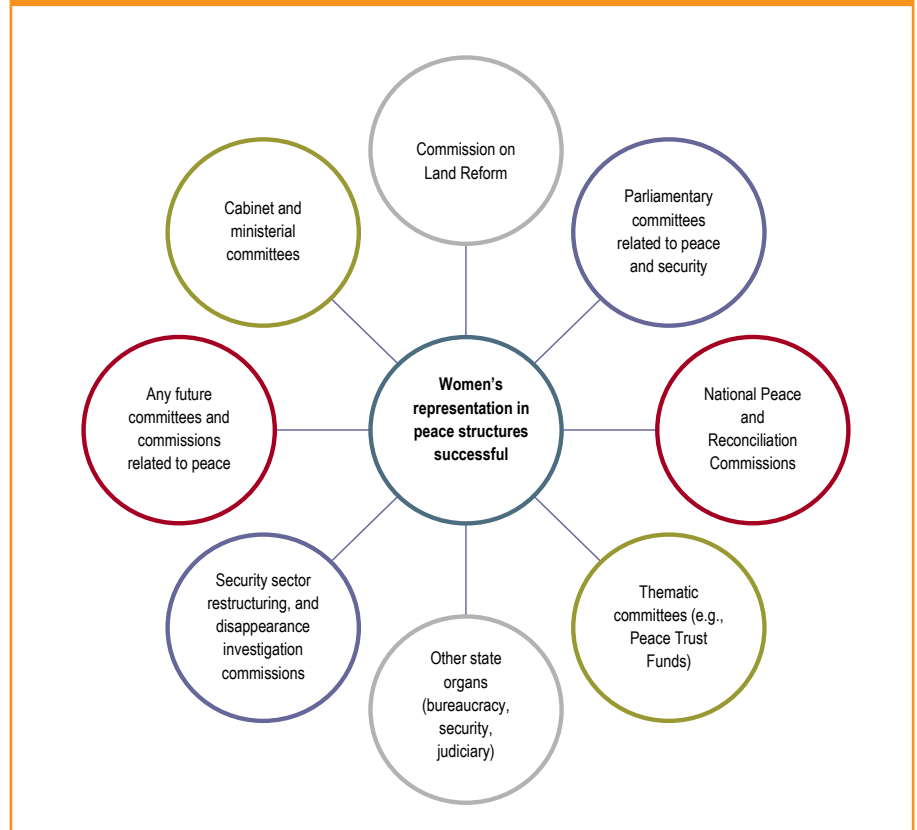 Commission on
Land Reform
Cabinet and
ministerial
committees
Parliamentary
committees
related to peace
and security
Any future
committees and
commissions
related to peace
Women's
representation in
peace structures
successful
National Peace
and
Reconciliation
Commissions
Security sector
restructuring, and
disappearance
investigation
commissions
Thematic
committees (e.g.,
Peace Trust
Funds)
Other state
organs
(bureaucracy,
security,
judiciary)